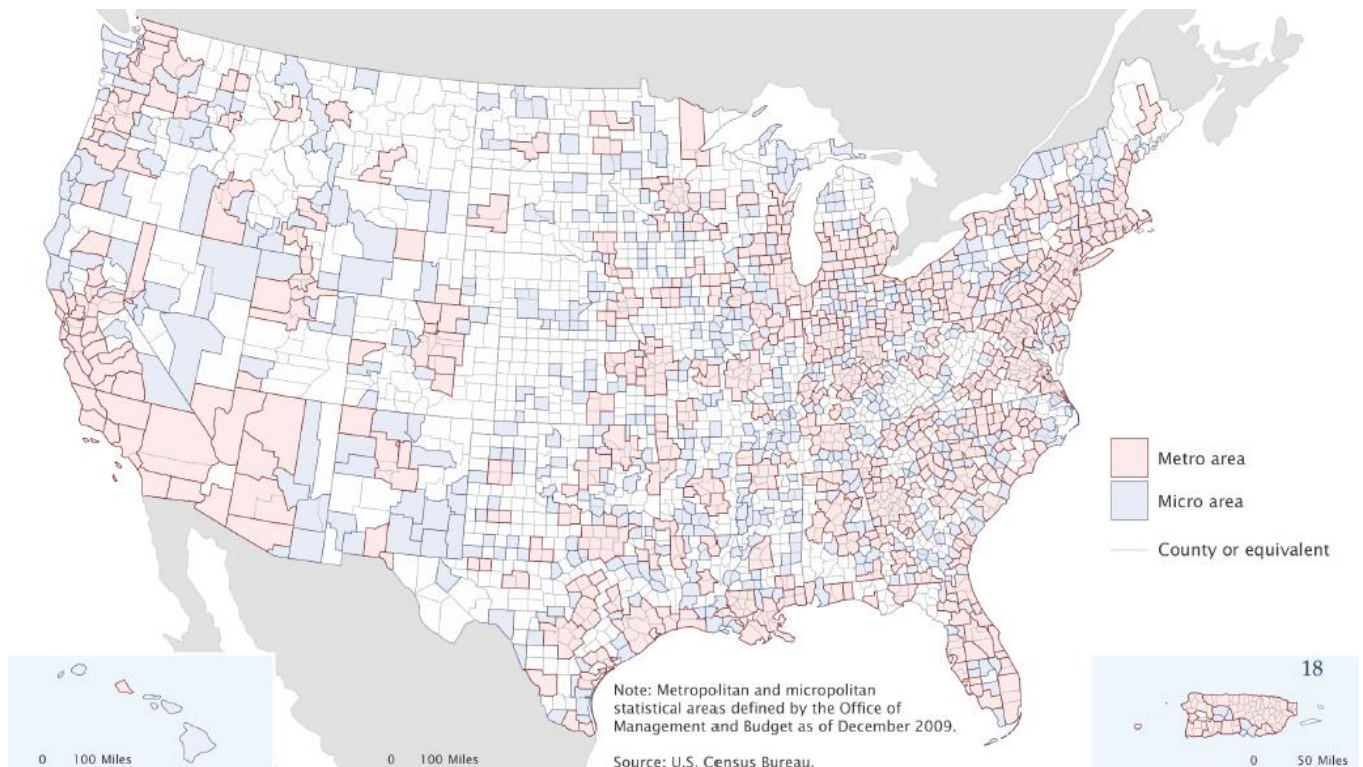 Metro area
Micro area
County or equivalent
18
Note: Metropolitan and micropolitan
statistical areas defined by the Office of
Management and Budget as of December 2009.
Source: U.S. Census Bureau.
0 100 Miles
0 100 Miles
0 50 Miles